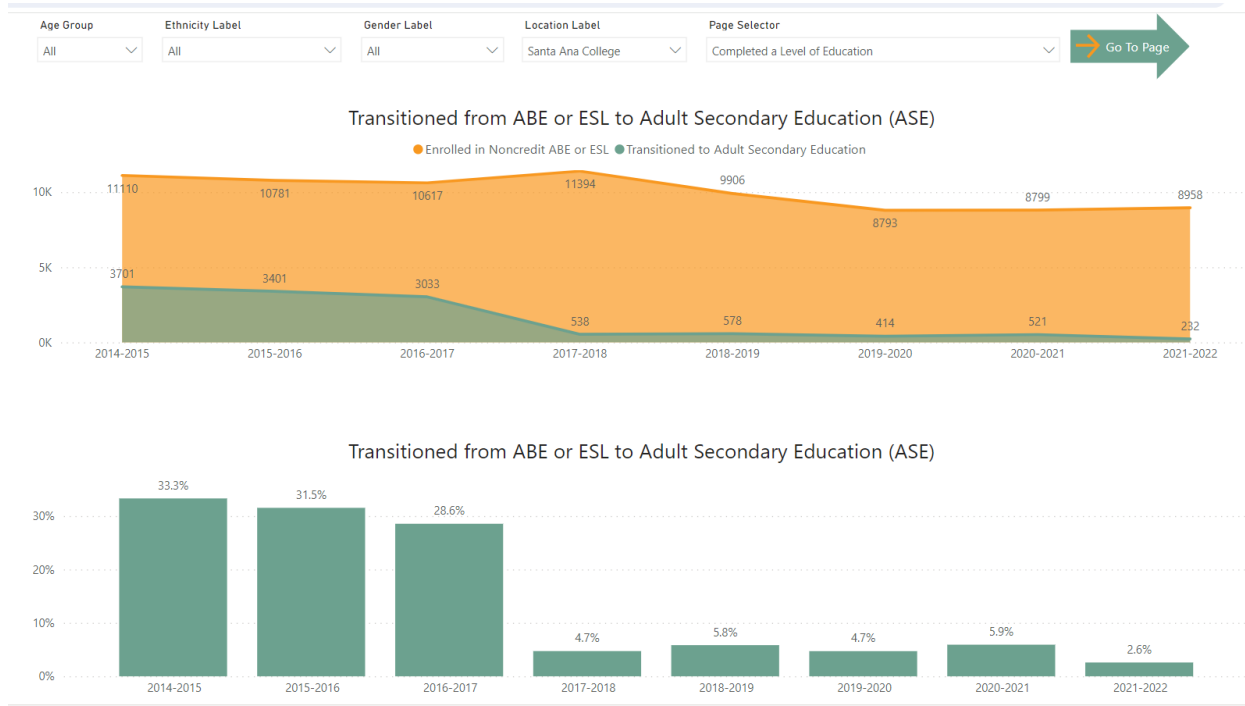 Age Group Ethnicity Label Gender Label Location Label Page Selector
All All All Santa Ana College Completed a Level of Education Go To Page
Transitioned from ABE or ESL to Adult Secondary Education (ASE)
Enrolled in Noncredit ABE or ESL Transitioned to Adult Secondary Education
10K 11110 10781 10617 11394 9906 8793 8799 8958
5K
3701 3401 3033 538 578 414 521 232
0K
2014-2015 2015-2016 2016-2017 2017-2018 2018-2019 2019-2020 2020-2021 2021-2022
Transitioned from ABE or ESL to Adult Secondary Education (ASE)
33.3% 31.5% 28.6% 4.7% 5.8% 4.7% 5.9% 2.6%
30%
20%
10%
0%
2014-2015 2015-2016 2016-2017 2017-2018 2018-2019 2019-2020 2020-2021 2021-2022